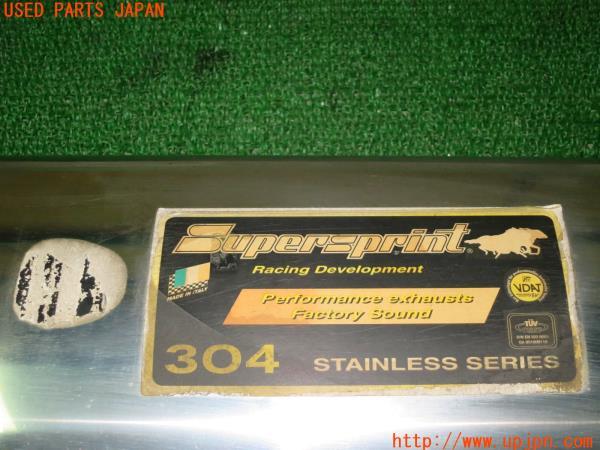 USED PARTS JAPAN
Supersprint®
Racing Development
MADE IN ITALY
Performance exhausts
Factory Sound
VDAT
TÜV
304 STAINLESS SERIES
http://www.upjpn.com/